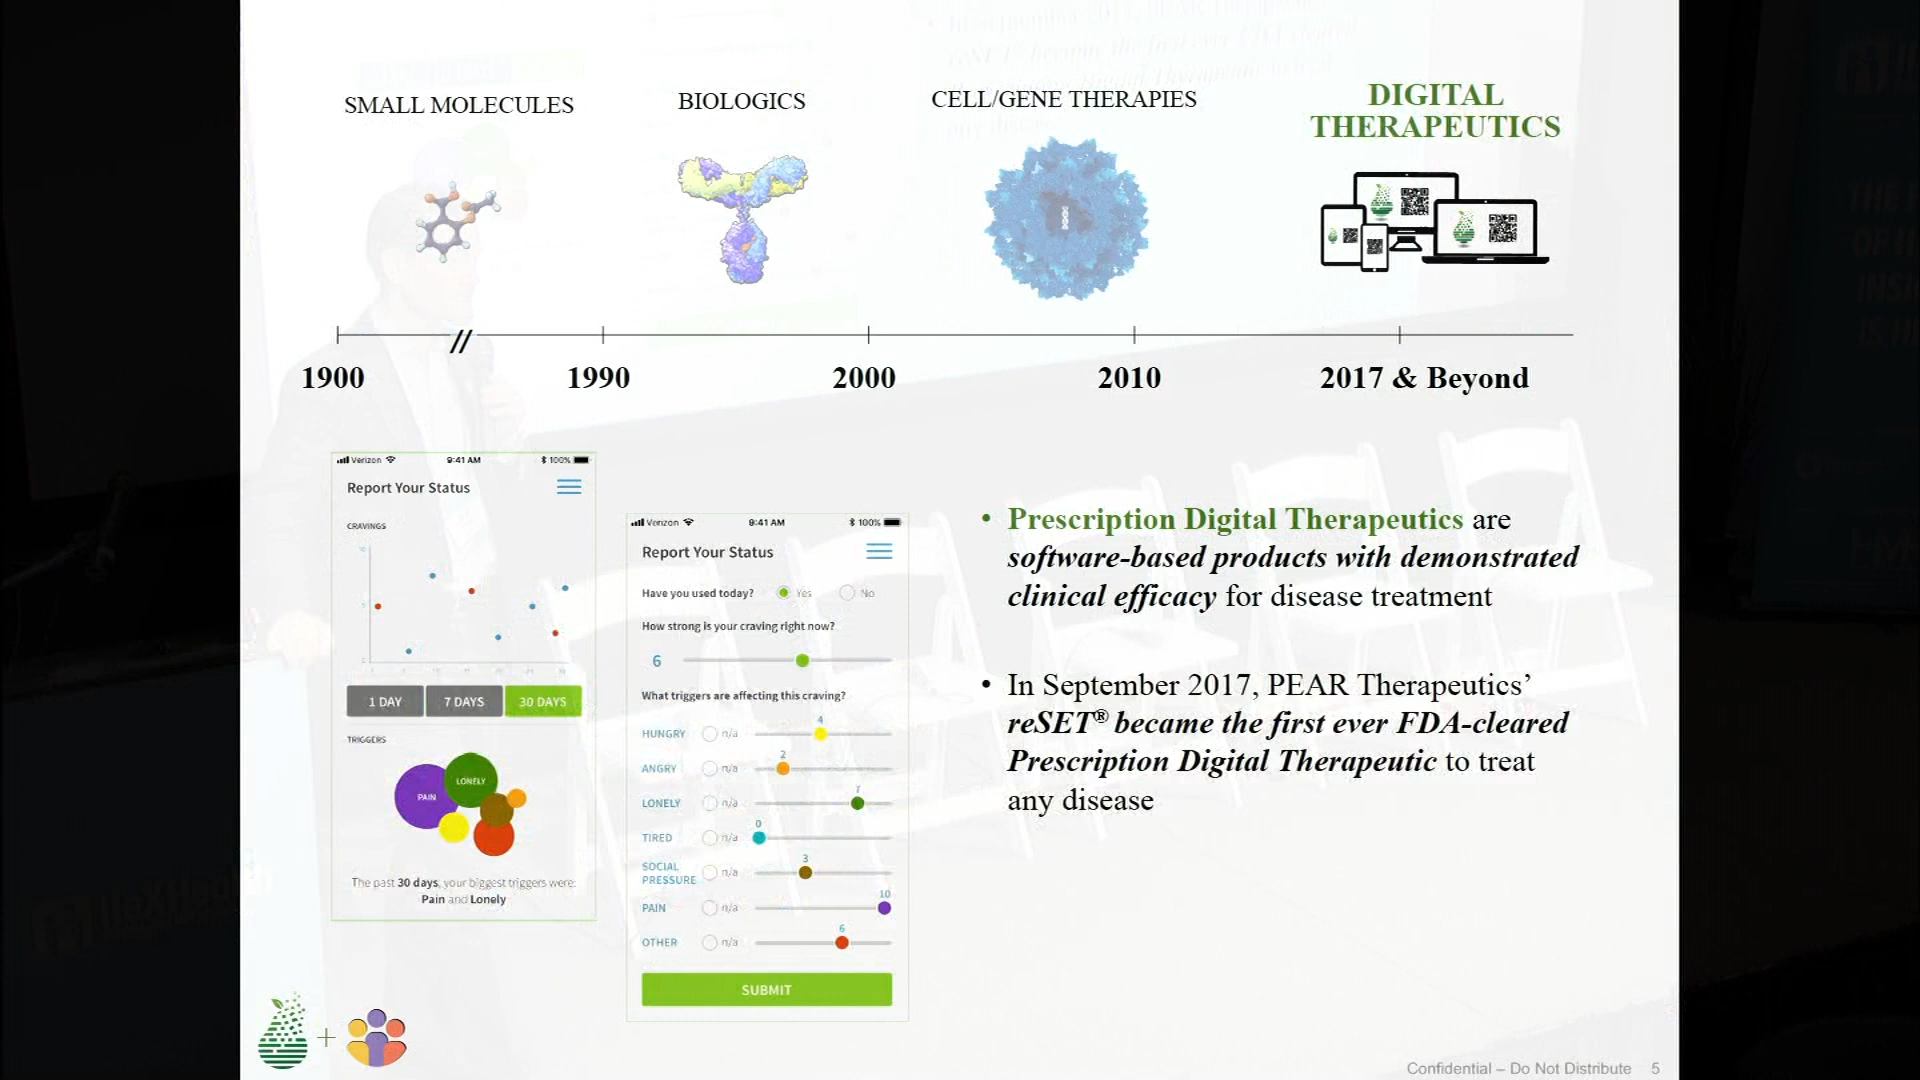 SMALL MOLECULES
BIOLOGICS
CELL/GENE THERAPIES
DIGITAL
THERAPEUTICS
1900
1990
2000
2010
2017 & Beyond
Verizon
9:41 AM
100%
Report Your Status
CRAVINGS
1 DAY
7 DAYS
30 DAYS
TRIGGERS
PAIN
LONELY
The past 30 days, your biggest triggers were:
Pain and Lonely
Verizon
9:41 AM
100%
Report Your Status
Have you used today? Yes No
How strong is your craving right now?
6
What triggers are affecting this craving?
4
HUNGRY n/a
2
ANGRY n/a
7
LONELY n/a
0
TIRED n/a
3
SOCIAL
PRESSURE n/a
10
PAIN n/a
6
OTHER n/a
SUBMIT
• Prescription Digital Therapeutics are
software-based products with demonstrated
clinical efficacy for disease treatment
• In September 2017, PEAR Therapeutics’
reSET® became the first ever FDA-cleared
Prescription Digital Therapeutic to treat
any disease
+
Confidential – Do Not Distribute 5